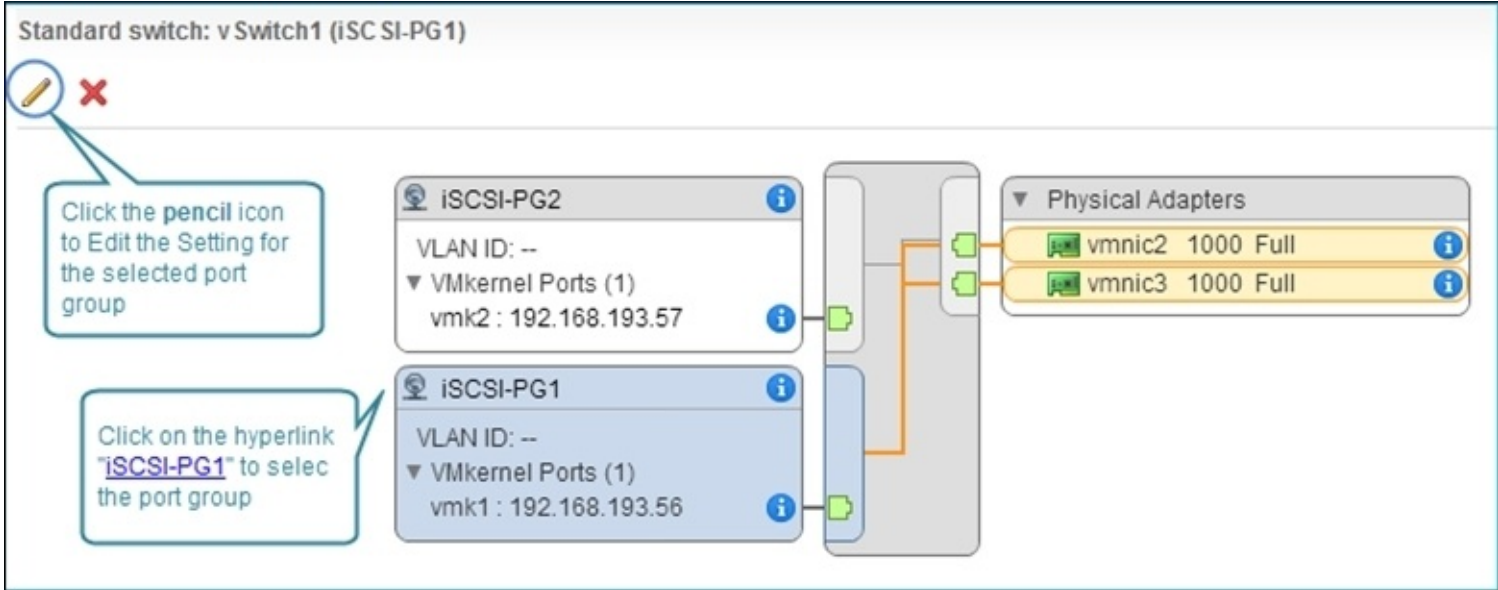 Standard switch: vSwitch1 (iSCSI-PG1)
Click the pencil icon
to Edit the Setting for
the selected port
group
iSCSI-PG2
VLAN ID: --
VMkernel Ports (1)
vmk2 : 192.168.193.57
Physical Adapters
vmnic2 1000 Full
vmnic3 1000 Full
Click on the hyperlink
"iSCSI-PG1" to selec
the port group
iSCSI-PG1
VLAN ID: --
VMkernel Ports (1)
vmk1 : 192.168.193.56